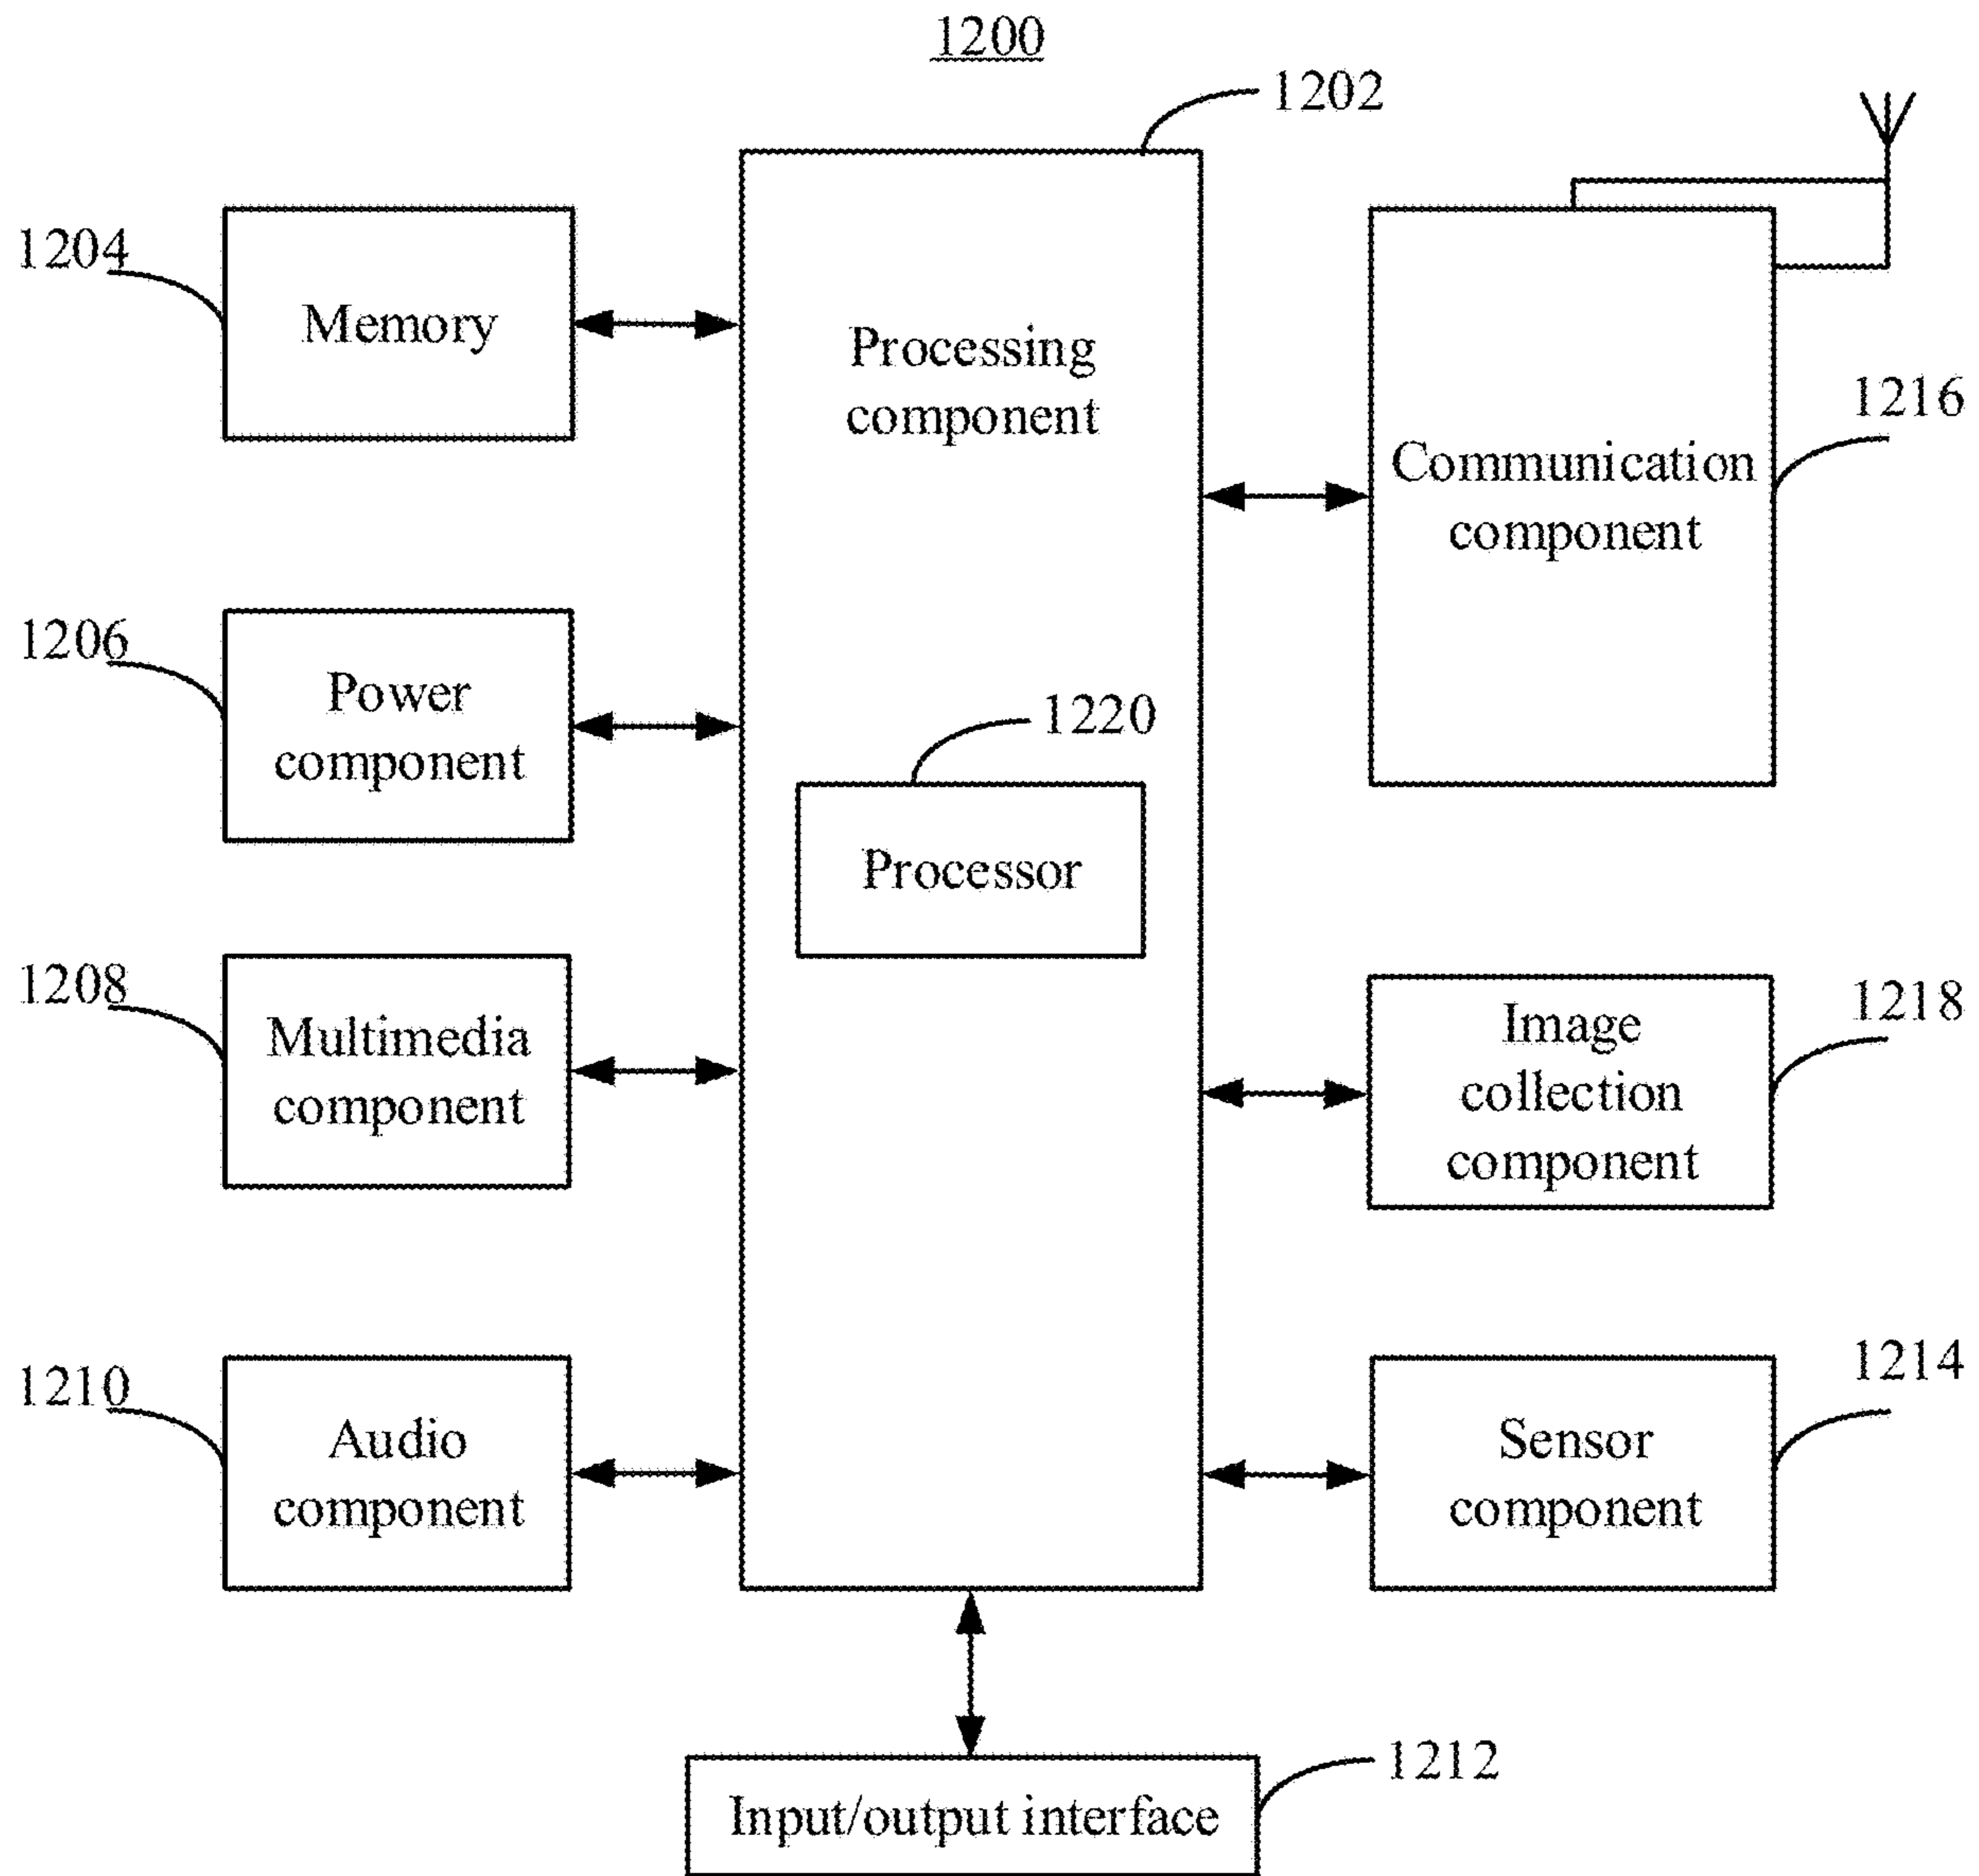 1200
1202
1204
Memory
Processing
component
1216
Communication
component
1206
Power
component
1220
Processor
1208
Multimedia
component
1218
Image
collection
component
1210
Audio
component
1214
Sensor
component
1212
Input/output interface